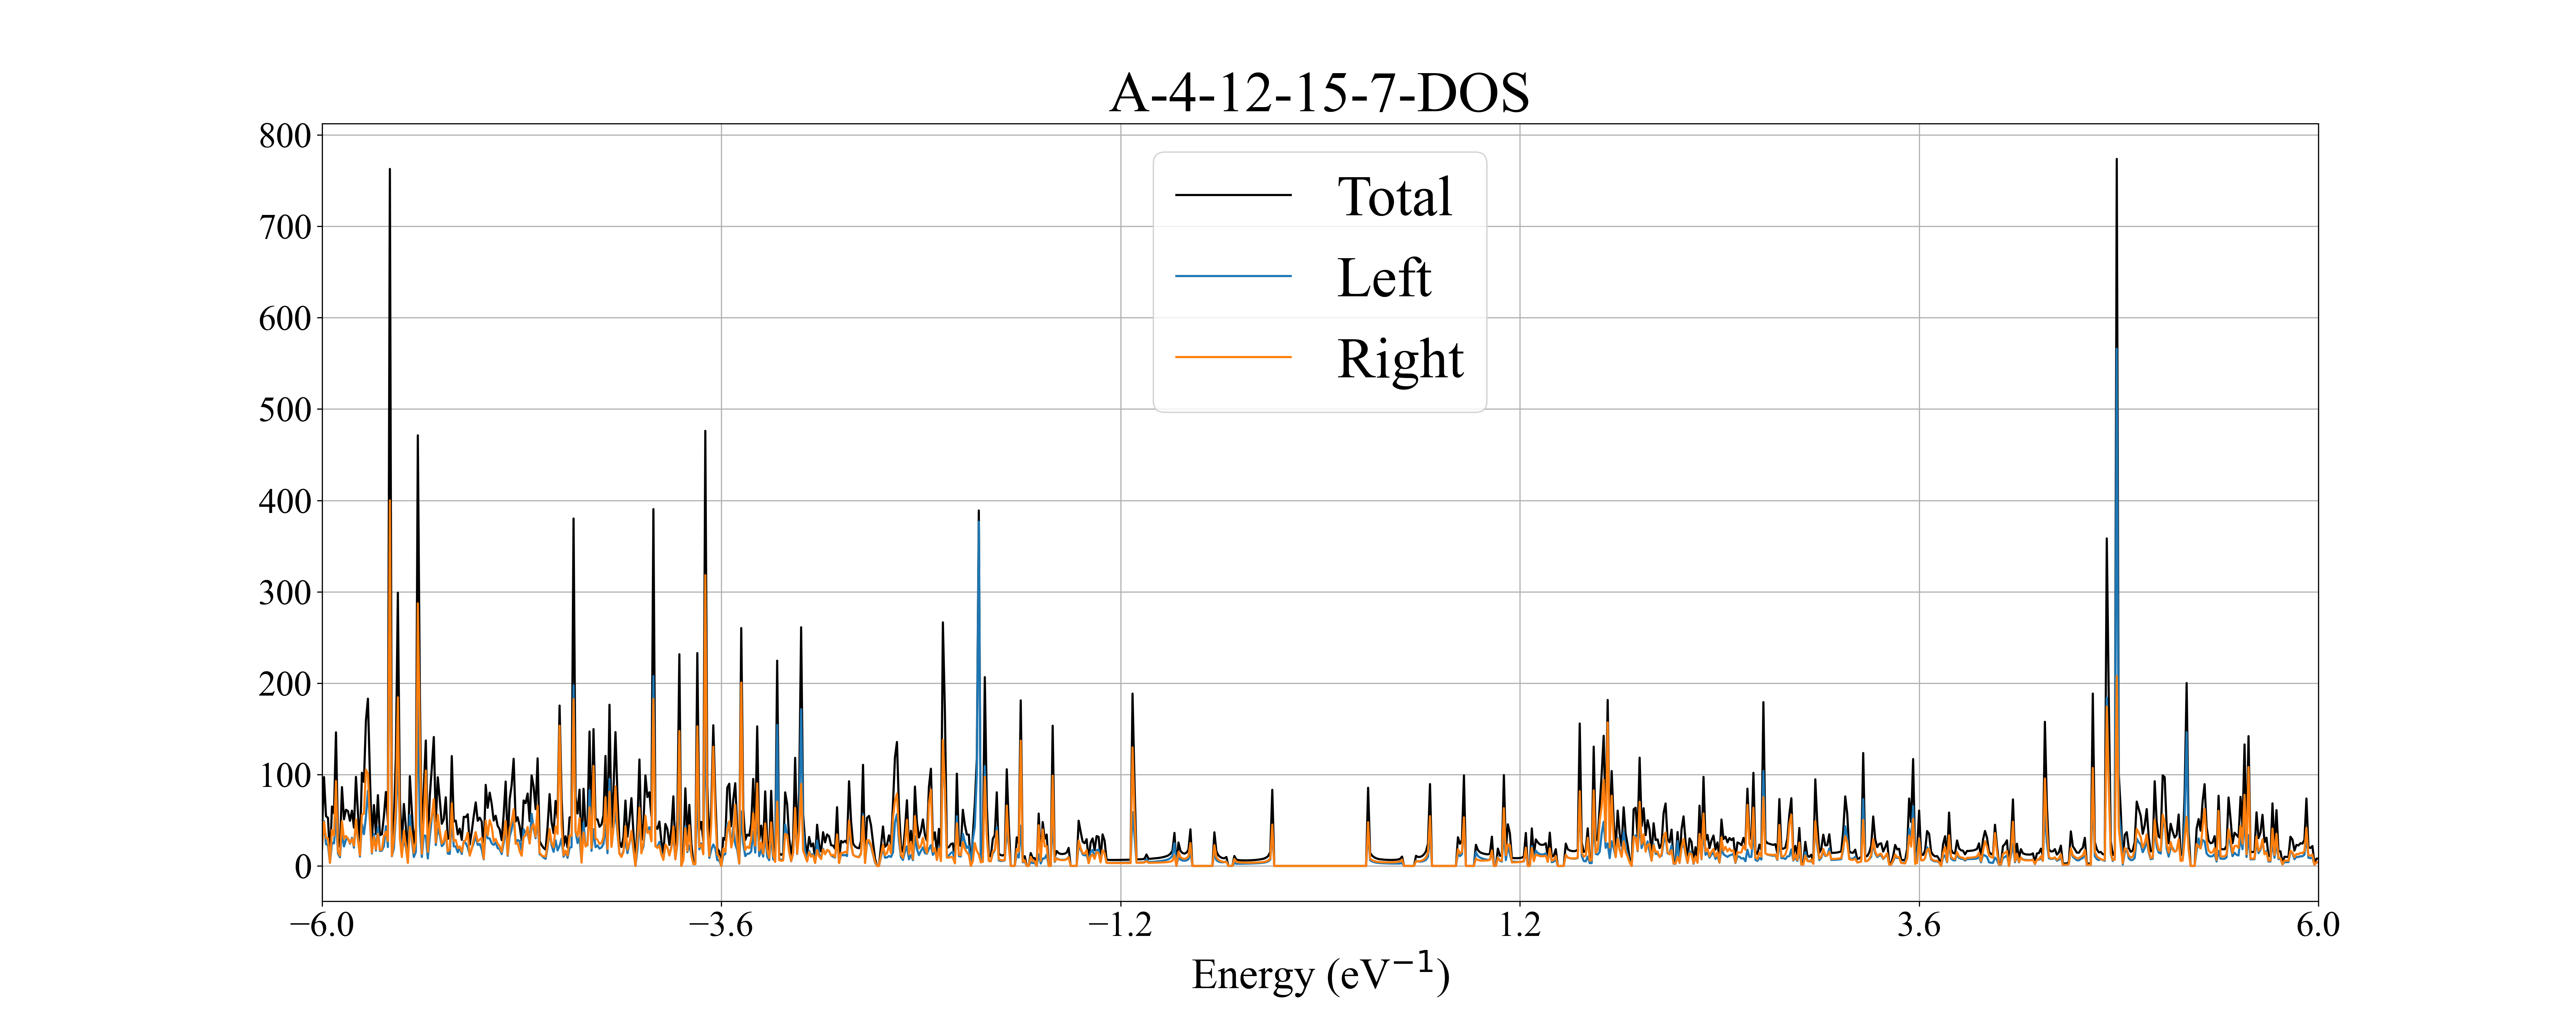 A-4-12-15-7-DOS
800
700
600
500
400
300
200
100
0
Total
Left
Right
−6.0 −3.6 −1.2 1.2 3.6 6.0
Energy (eV⁻¹)